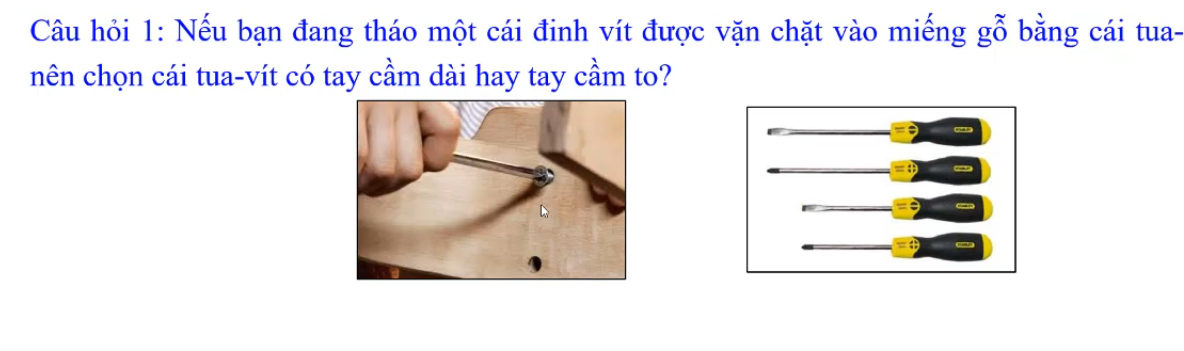 Câu hỏi 1: Nếu bạn đang tháo một cái đinh vít được vặn chặt vào miếng gỗ bằng cái tua-
nên chọn cái tua-vít có tay cầm dài hay tay cầm to?